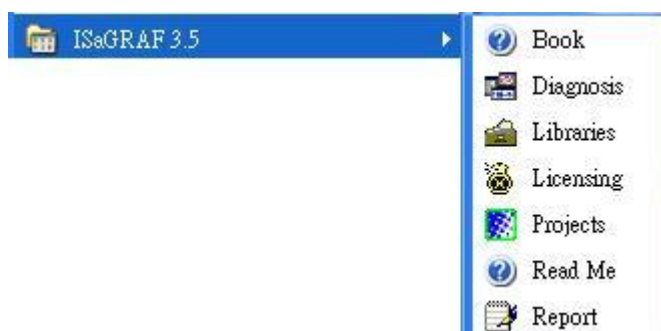 ISaGRAF 3.5
Book
Diagnosis
Libraries
Licensing
Projects
Read Me
Report